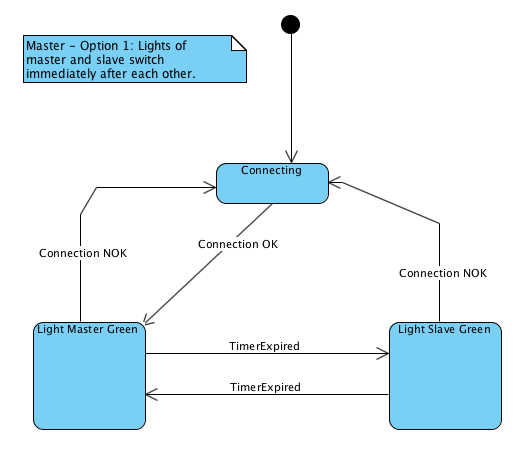 Master - Option 1: Lights of
master and slave switch
immediately after each other.
Connecting
Connection OK
Connection NOK
Connection NOK
Light Master Green
Light Slave Green
TimerExpired
TimerExpired